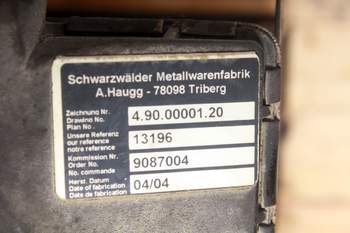 Schwarzwälder Metallwarenfabrik
A.Haugg - 78098 Triberg
Zeichnung Nr.
Drawing No.
Plan No.
4.90.00001.20
Unsere Referenz
our reference
notre reference
13196
Kommission Nr.
Order No.
No. commande
9087004
Herst. Datum
Date of fabrication
Date de fabrication
04/04